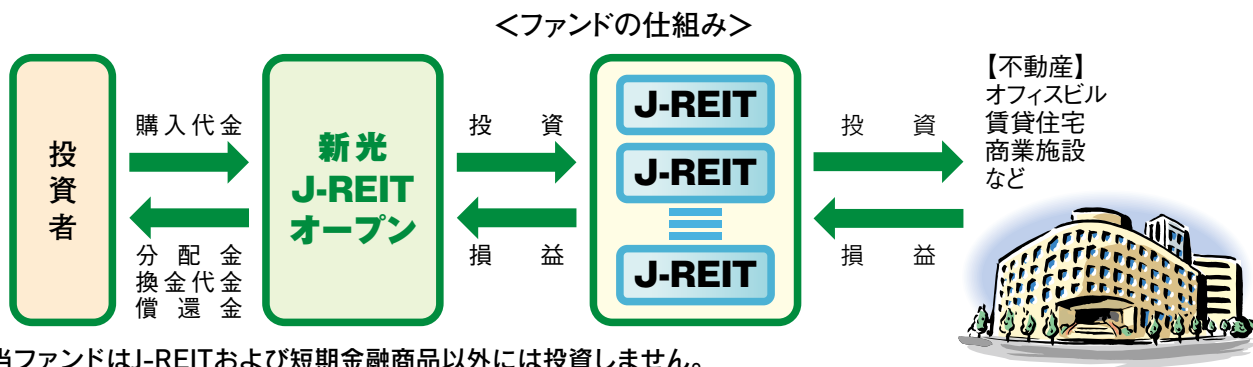 <ファンドの仕組み>
投資者
購入代金
分配金
換金代金
償還金
新光
J-REIT
オープン
投資
損益
J-REIT
J-REIT
J-REIT
投資
損益
【不動産】
オフィスビル
賃貸住宅
商業施設
など
当ファンドはJ-REITおよび短期金融商品以外には投資しません。